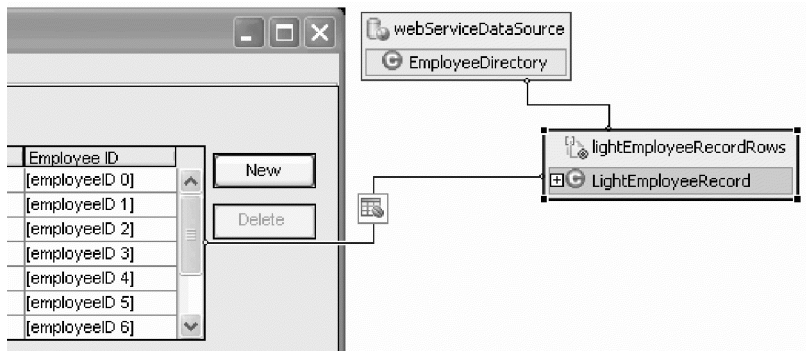 webServiceDataSource
EmployeeDirectory
lightEmployeeRecordRows
LightEmployeeRecord
Employee ID
[employeeID 0]
[employeeID 1]
[employeeID 2]
[employeeID 3]
[employeeID 4]
[employeeID 5]
[employeeID 6]
New
Delete